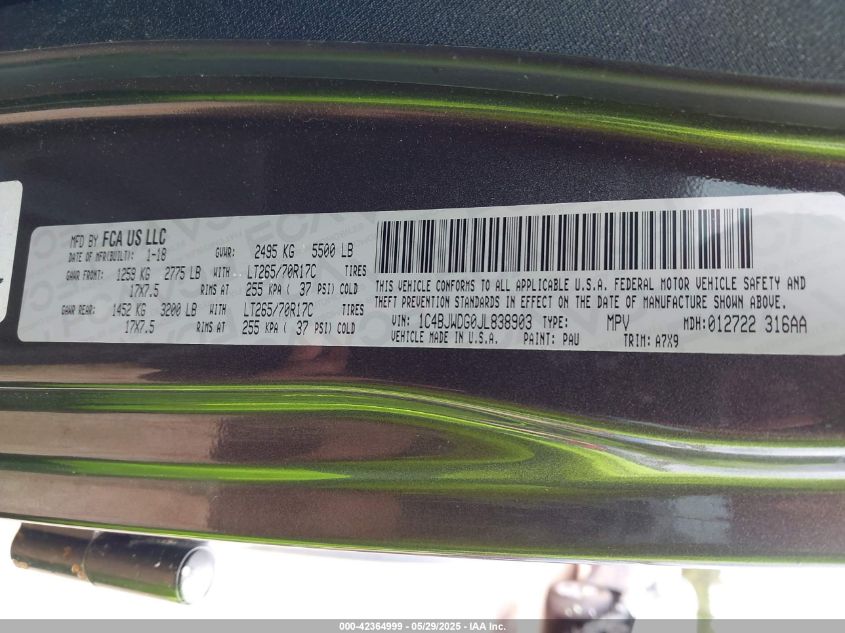 MFD BY FCA US LLC
DATE OF MFR(BUILT): 1-18 GVWR: 2495 KG 5500 LB
GAWR FRONT: 1259 KG 2775 LB WITH LT265/70R17C TIRES
17X7.5 RIMS AT 255 KPA ( 37 PSI) COLD
GAWR REAR: 1452 KG 3200 LB WITH LT265/70R17C TIRES
17X7.5 RIMS AT 255 KPA ( 37 PSI) COLD
THIS VEHICLE CONFORMS TO ALL APPLICABLE U.S.A. FEDERAL MOTOR VEHICLE SAFETY AND
THEFT PREVENTION STANDARDS IN EFFECT ON THE DATE OF MANUFACTURE SHOWN ABOVE.
VIN: 1C4BJWDG0JL838903 TYPE: MPV MDH: 012722 316AA
VEHICLE MADE IN U.S.A. PAINT: PAU TRIM: A7X9
000-42364999 — 05/29/2025 — IAA Inc.